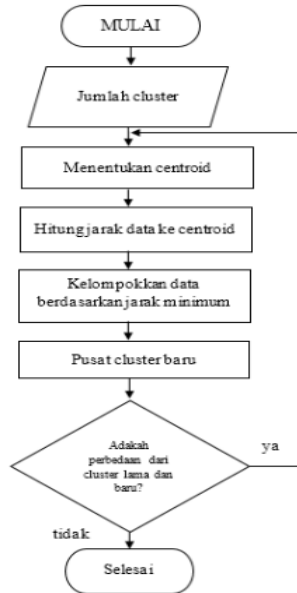 MULAI
Jumlah cluster
Menentukan centroid
Hitung jarak data ke centroid
Kelompokkan data
berdasarkan jarak minimum
Pusat cluster baru
Adakah
perbedaan dari
cluster lama dan
baru?
ya
tidak
Selesai